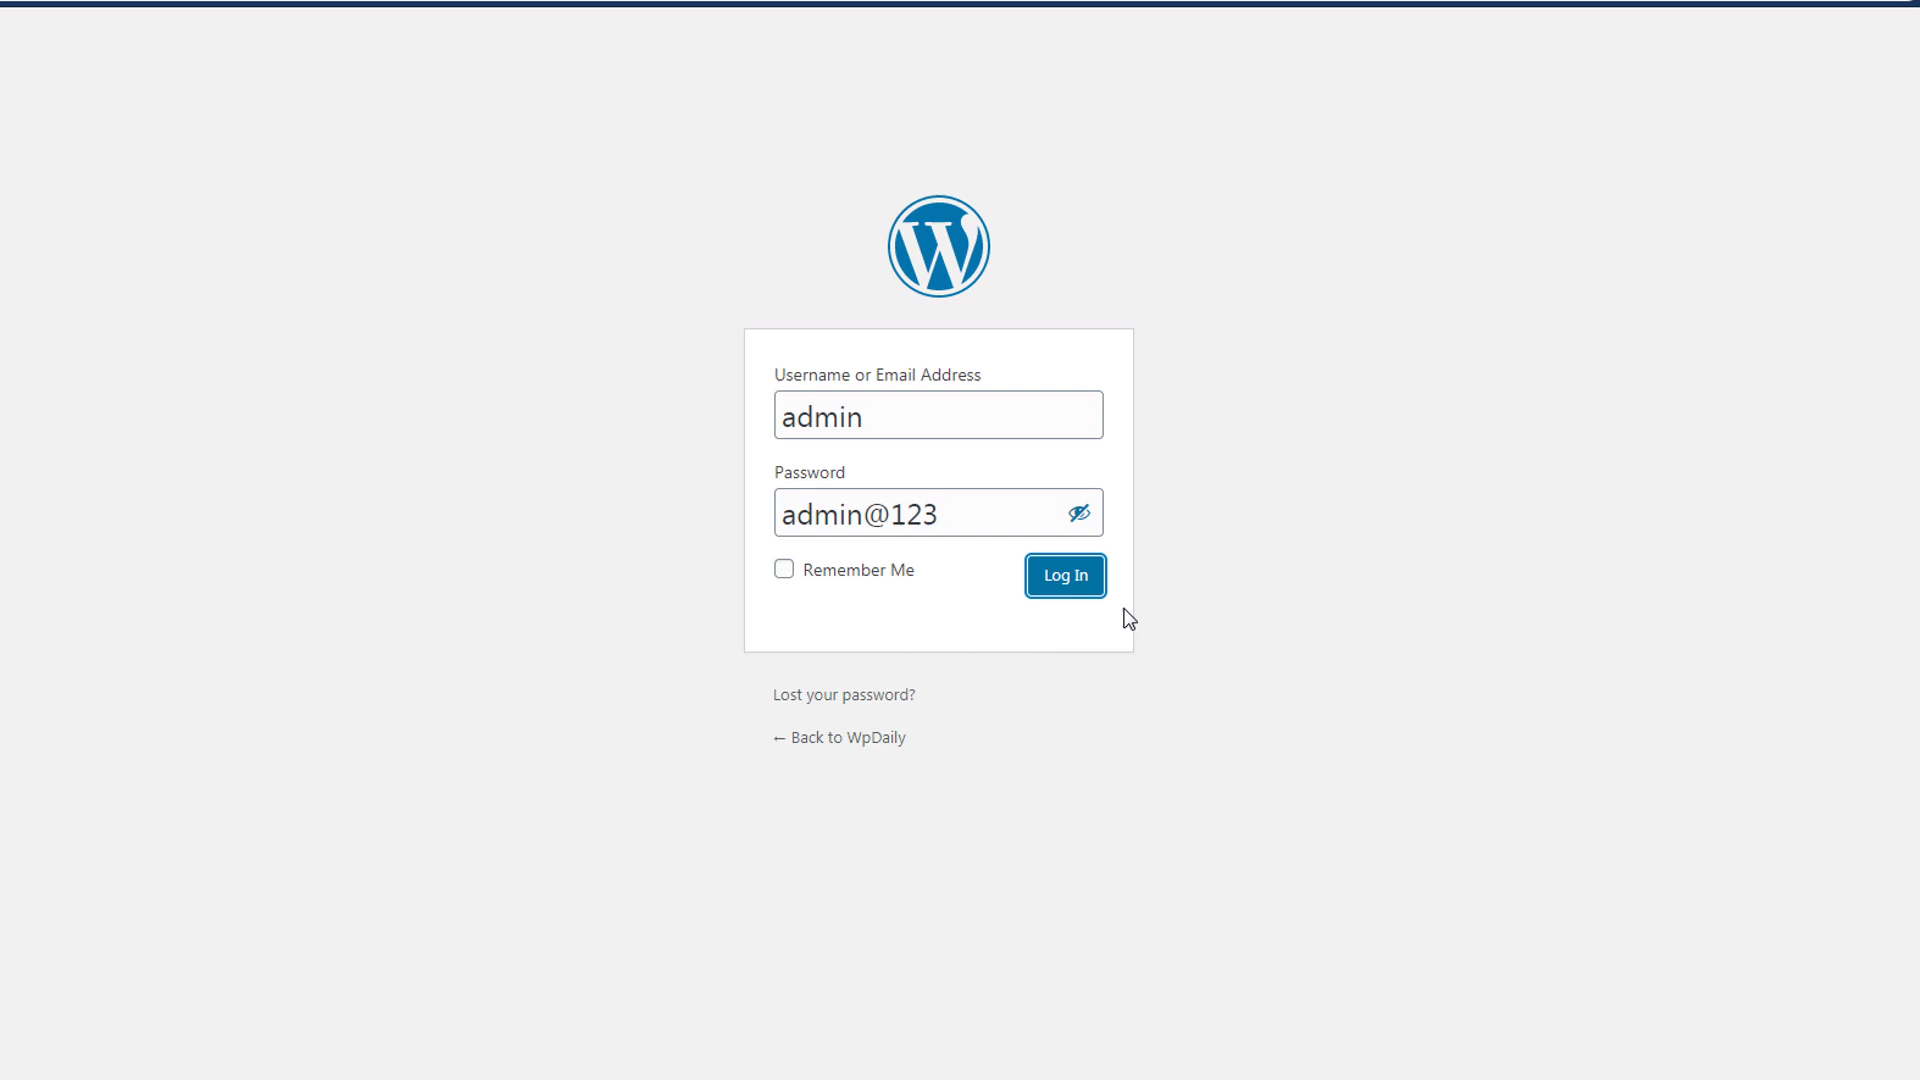 Username or Email Address
admin
Password
admin@123
Remember Me
Log In
Lost your password?
← Back to WpDaily